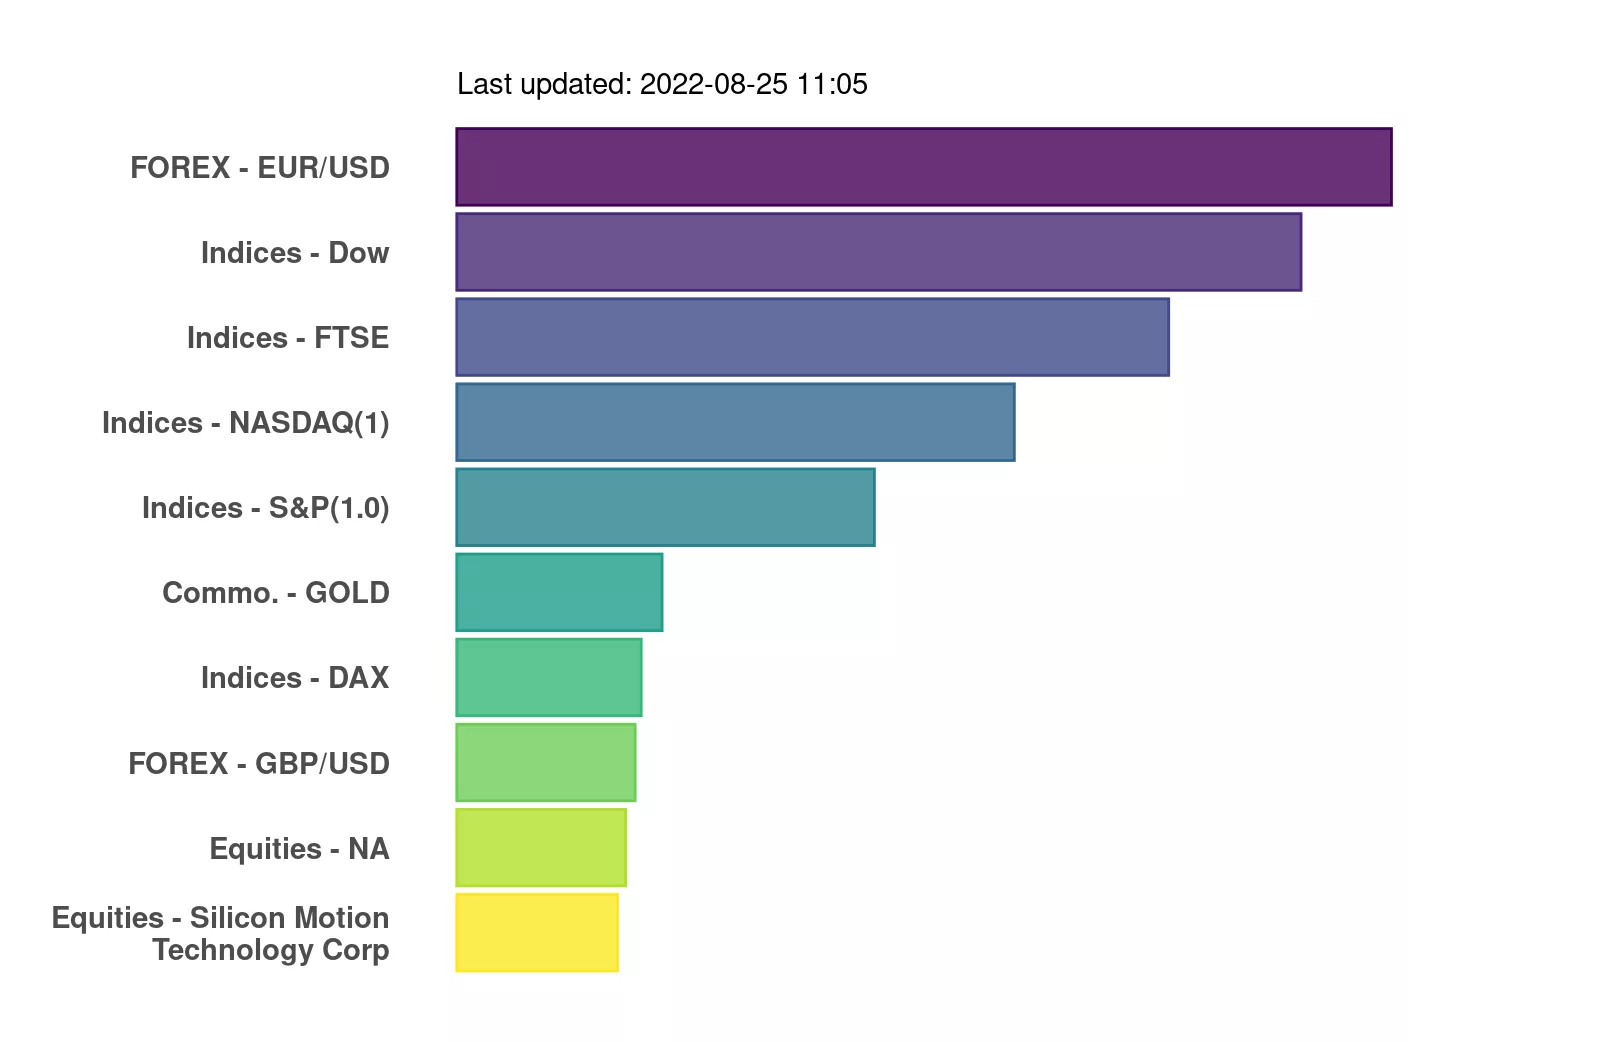 Last updated: 2022-08-25 11:05
FOREX - EUR/USD
Indices - Dow
Indices - FTSE
Indices - NASDAQ(1)
Indices - S&P(1.0)
Commo. - GOLD
Indices - DAX
FOREX - GBP/USD
Equities - NA
Equities - Silicon Motion
Technology Corp